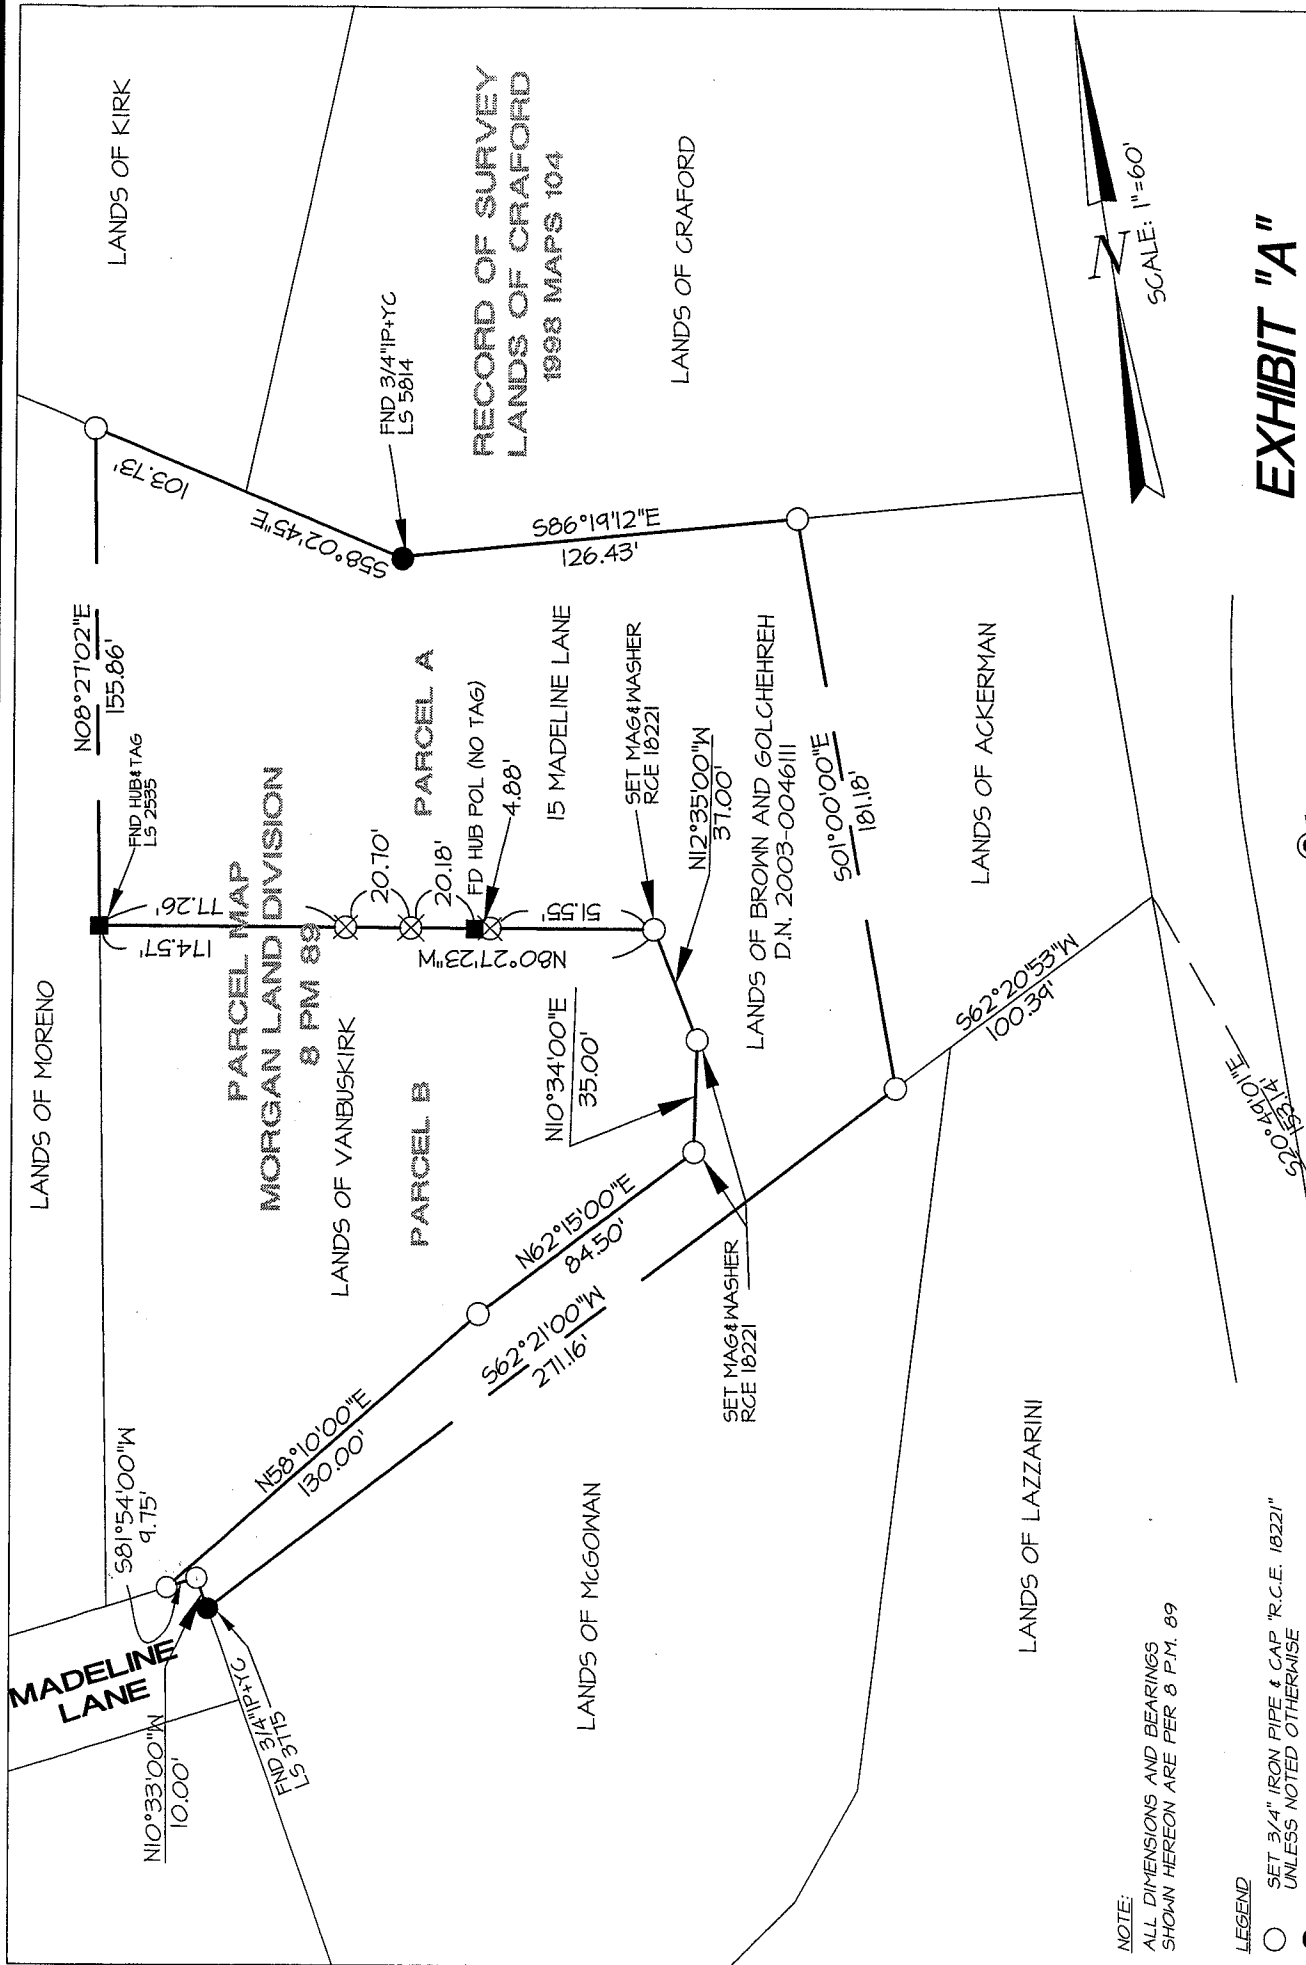 LANDS OF KIRK
LANDS OF MORENO
103.73'
S58°02'45"E
N08°27'02"E
155.86'
FND HUB&TAG
LS 2535
FND 3/4"IP+YC
LS 5814
RECORD OF SURVEY
LANDS OF CRAFORD
1998 MAPS 104
LANDS OF CRAFORD
S86°19'12"E
126.43'
PARCEL MAP
MORGAN LAND DIVISION
8 PM 89
PARCEL A
15 MADELINE LANE
77.26'
174.57'
20.70'
20.18'
FD HUB POL (NO TAG)
4.88'
51.55'
N80°27'23"W
SET MAG&WASHER
RCE 18221
N12°35'00"W
37.00'
LANDS OF BROWN AND GOLCHEHREH
D.N. 2003-0046111
S01°00'00"E
181.18'
LANDS OF ACKERMAN
LANDS OF VANBUSKIRK
PARCEL B
N10°34'00"E
35.00'
N62°15'00"E
84.50'
S62°21'00"W
271.16'
SET MAG&WASHER
RCE 18221
S62°20'53"W
100.39'
S20°49'01"E
153.14'
N58°10'00"E
130.00'
S81°54'00"W
9.75'
MADELINE
LANE
N10°33'00"W
10.00'
FND 3/4"IP+YC
LS 3775
LANDS OF McGOWAN
LANDS OF LAZZARINI
N
SCALE: 1"=60'
EXHIBIT "A"
NOTE:
ALL DIMENSIONS AND BEARINGS
SHOWN HEREON ARE PER 8 P.M. 89
LEGEND
SET 3/4" IRON PIPE & CAP "R.C.E. 18221"
UNLESS NOTED OTHERWISE